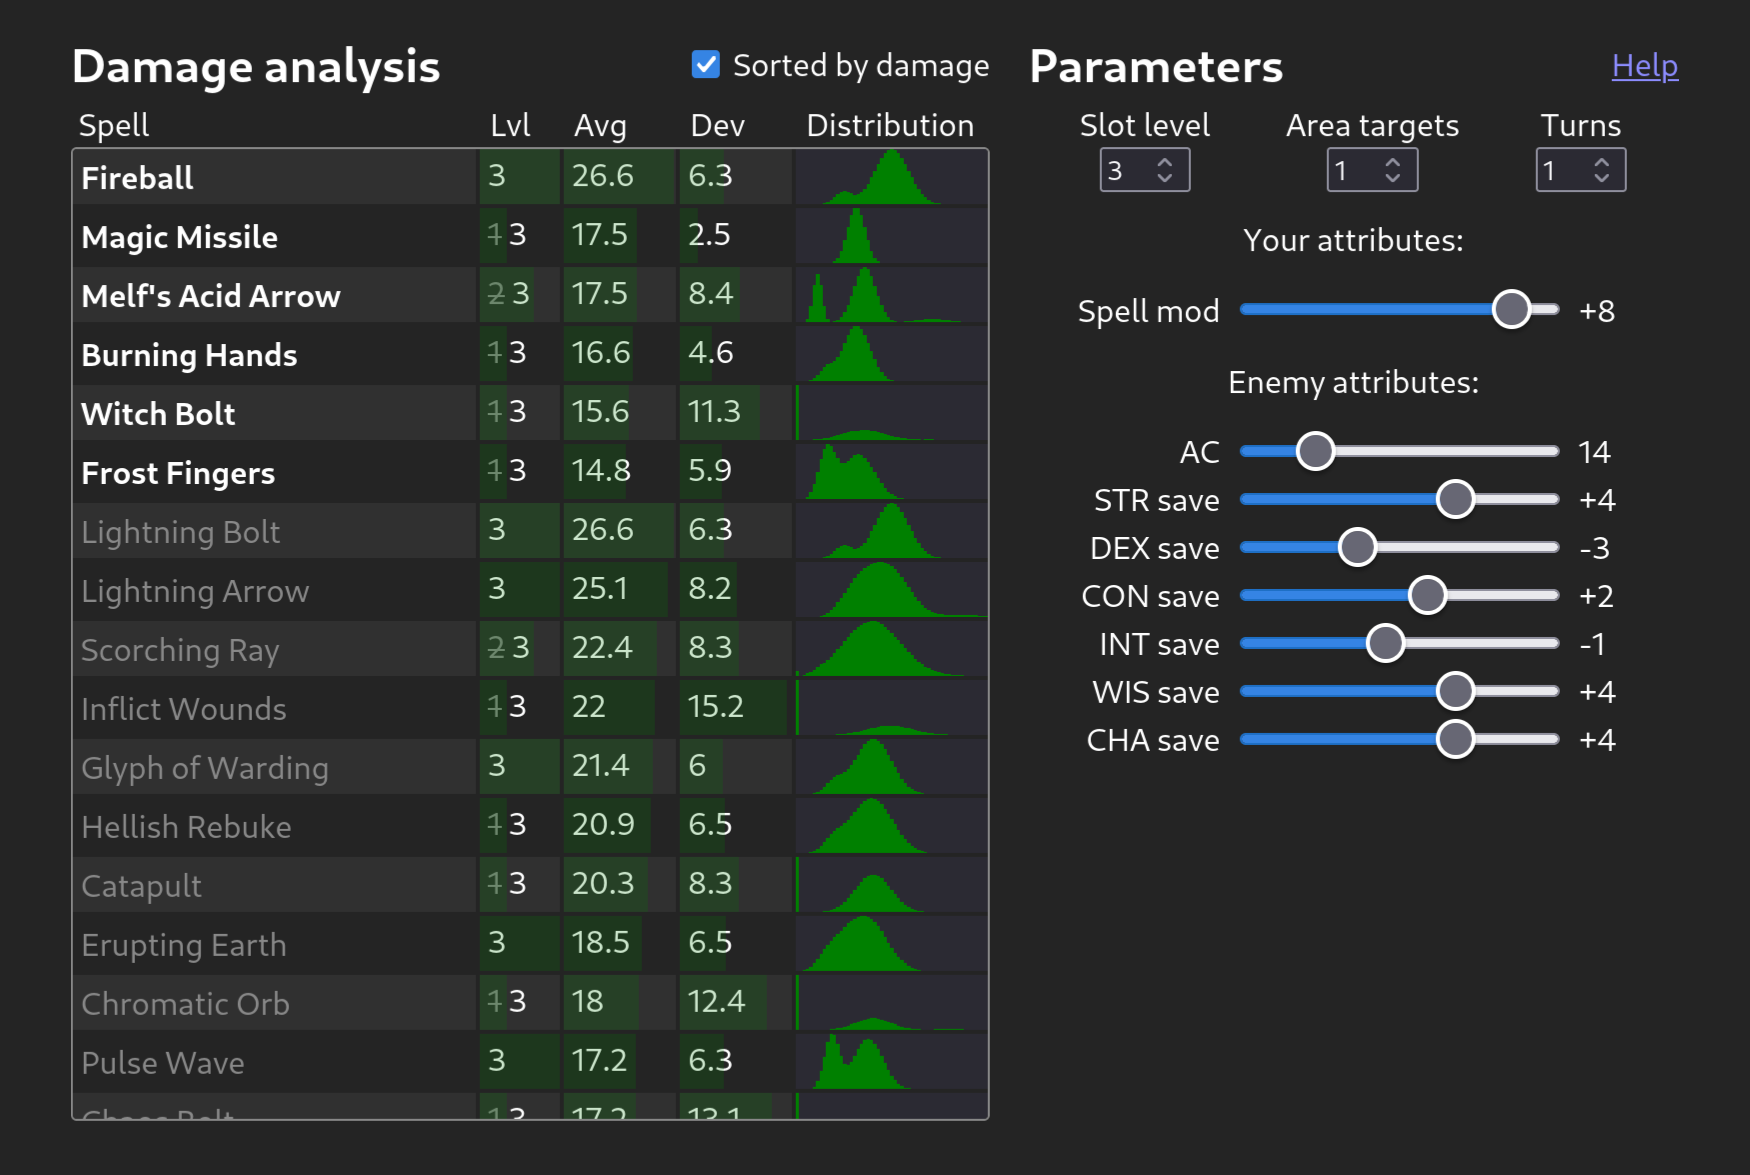 Damage analysis
Sorted by damage
Spell Lvl Avg Dev Distribution
Fireball 3 26.6 6.3
Magic Missile 1 3 17.5 2.5
Melf's Acid Arrow 2 3 17.5 8.4
Burning Hands 1 3 16.6 4.6
Witch Bolt 1 3 15.6 11.3
Frost Fingers 1 3 14.8 5.9
Lightning Bolt 3 26.6 6.3
Lightning Arrow 3 25.1 8.2
Scorching Ray 2 3 22.4 8.3
Inflict Wounds 1 3 22 15.2
Glyph of Warding 3 21.4 6
Hellish Rebuke 1 3 20.9 6.5
Catapult 1 3 20.3 8.3
Erupting Earth 3 18.5 6.5
Chromatic Orb 1 3 18 12.4
Pulse Wave 3 17.2 6.3
Chaos Bolt 1 3 17.2 13.1
Parameters
Help
Slot level Area targets Turns
3 1 1
Your attributes:
Spell mod +8
Enemy attributes:
AC 14
STR save +4
DEX save -3
CON save +2
INT save -1
WIS save +4
CHA save +4